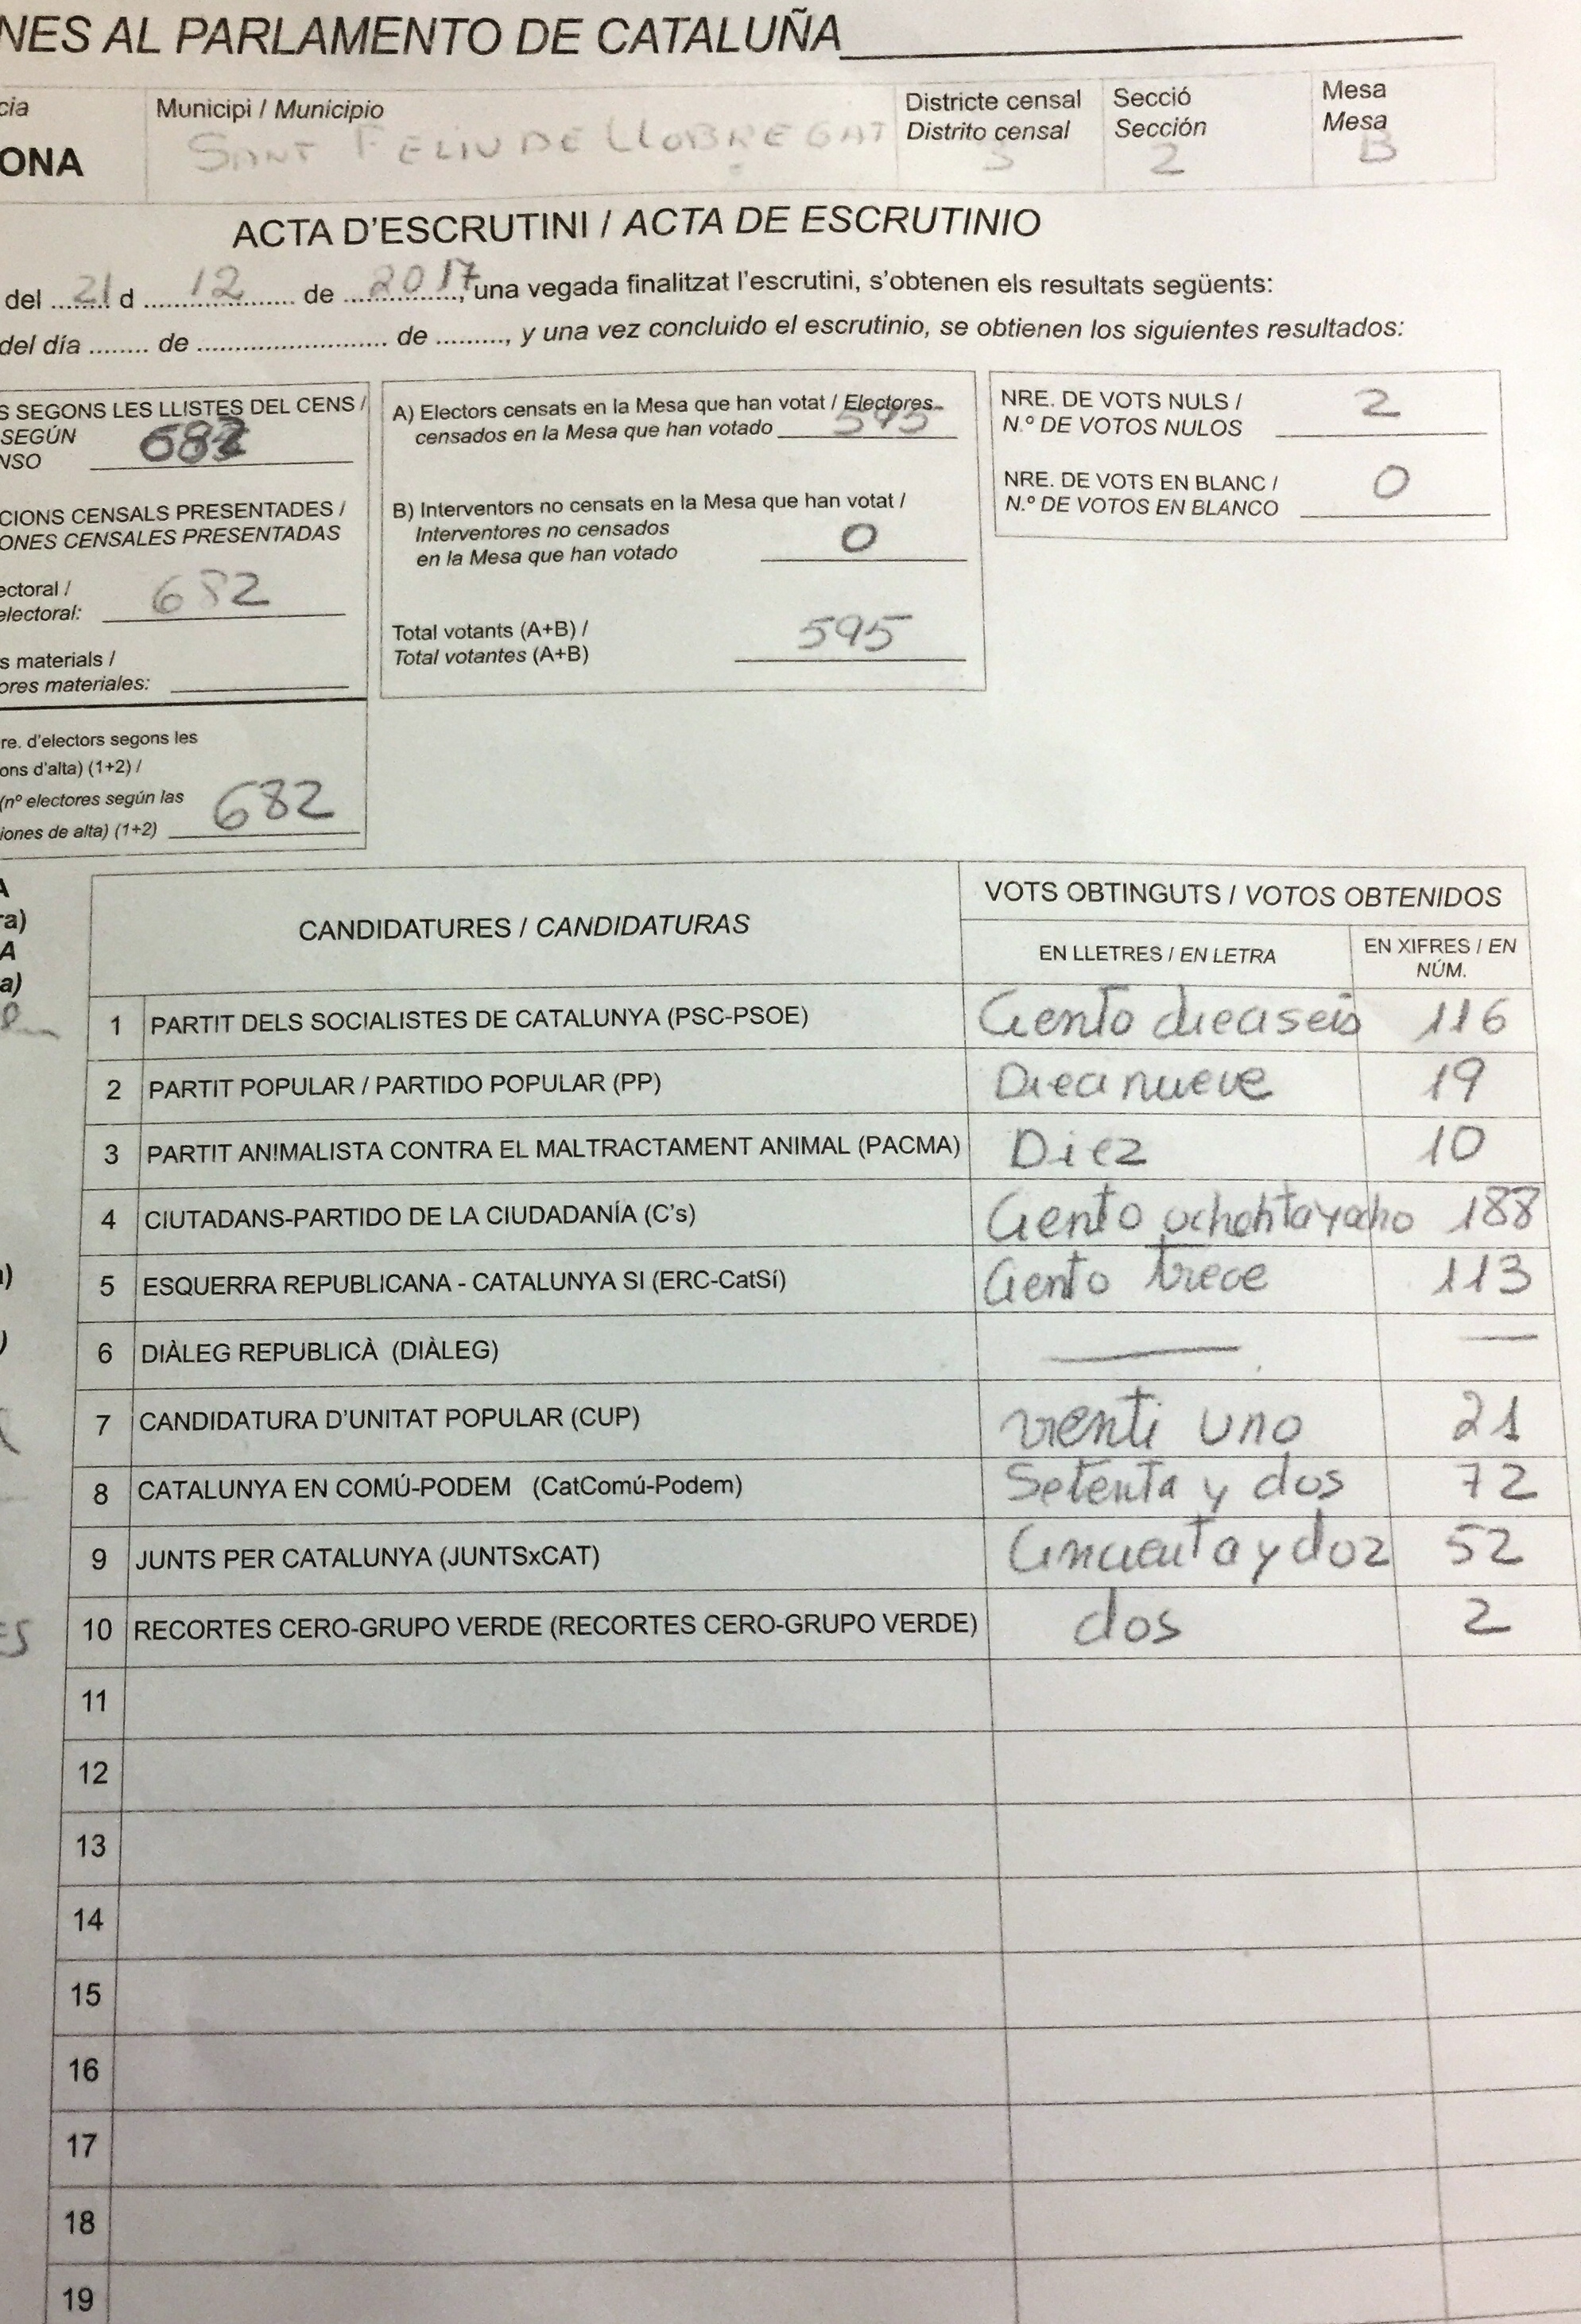 NES AL PARLAMENTO DE CATALUÑA
cia
Municipi / Municipio
Districte censal
Distrito censal
Secció
Sección
Mesa
Mesa
ONA
SANT FELIU DE LLOBREGAT
2
B
ACTA D'ESCRUTINI / ACTA DE ESCRUTINIO
del 21 d 12 de 2017, una vegada finalitzat l'escrutini, s'obtenen els resultats següents:
del día ........ de ........................ de ........., y una vez concluido el escrutinio, se obtienen los siguientes resultados:
S SEGONS LES LLISTES DEL CENS /
SEGÚN
NSO 682
CIONS CENSALS PRESENTADES /
ONES CENSALES PRESENTADAS
ectoral /
electoral: 682
s materials /
ores materiales:
re. d'electors segons les
ons d'alta) (1+2) /
(nº electores según las
iones de alta) (1+2) 682
A) Electors censats en la Mesa que han votat / Electores
censados en la Mesa que han votado 595
B) Interventors no censats en la Mesa que han votat /
Interventores no censados
en la Mesa que han votado 0
Total votants (A+B) /
Total votantes (A+B) 595
NRE. DE VOTS NULS /
N.º DE VOTOS NULOS 2
NRE. DE VOTS EN BLANC /
N.º DE VOTOS EN BLANCO 0
CANDIDATURES / CANDIDATURAS
VOTS OBTINGUTS / VOTOS OBTENIDOS
EN LLETRES / EN LETRA
EN XIFRES / EN
NÚM.
1 PARTIT DELS SOCIALISTES DE CATALUNYA (PSC-PSOE) Ciento dieciseis 116
2 PARTIT POPULAR / PARTIDO POPULAR (PP) Diecinueve 19
3 PARTIT ANIMALISTA CONTRA EL MALTRACTAMENT ANIMAL (PACMA) Diez 10
4 CIUTADANS-PARTIDO DE LA CIUDADANÍA (C's) Ciento ochentayocho 188
5 ESQUERRA REPUBLICANA - CATALUNYA SI (ERC-CatSí) Ciento trece 113
6 DIÀLEG REPUBLICÀ (DIÀLEG) — —
7 CANDIDATURA D'UNITAT POPULAR (CUP) Venti uno 21
8 CATALUNYA EN COMÚ-PODEM (CatComú-Podem) Setenta y dos 72
9 JUNTS PER CATALUNYA (JUNTSxCAT) Cincuenta y doz 52
10 RECORTES CERO-GRUPO VERDE (RECORTES CERO-GRUPO VERDE) dos 2
11
12
13
14
15
16
17
18
19